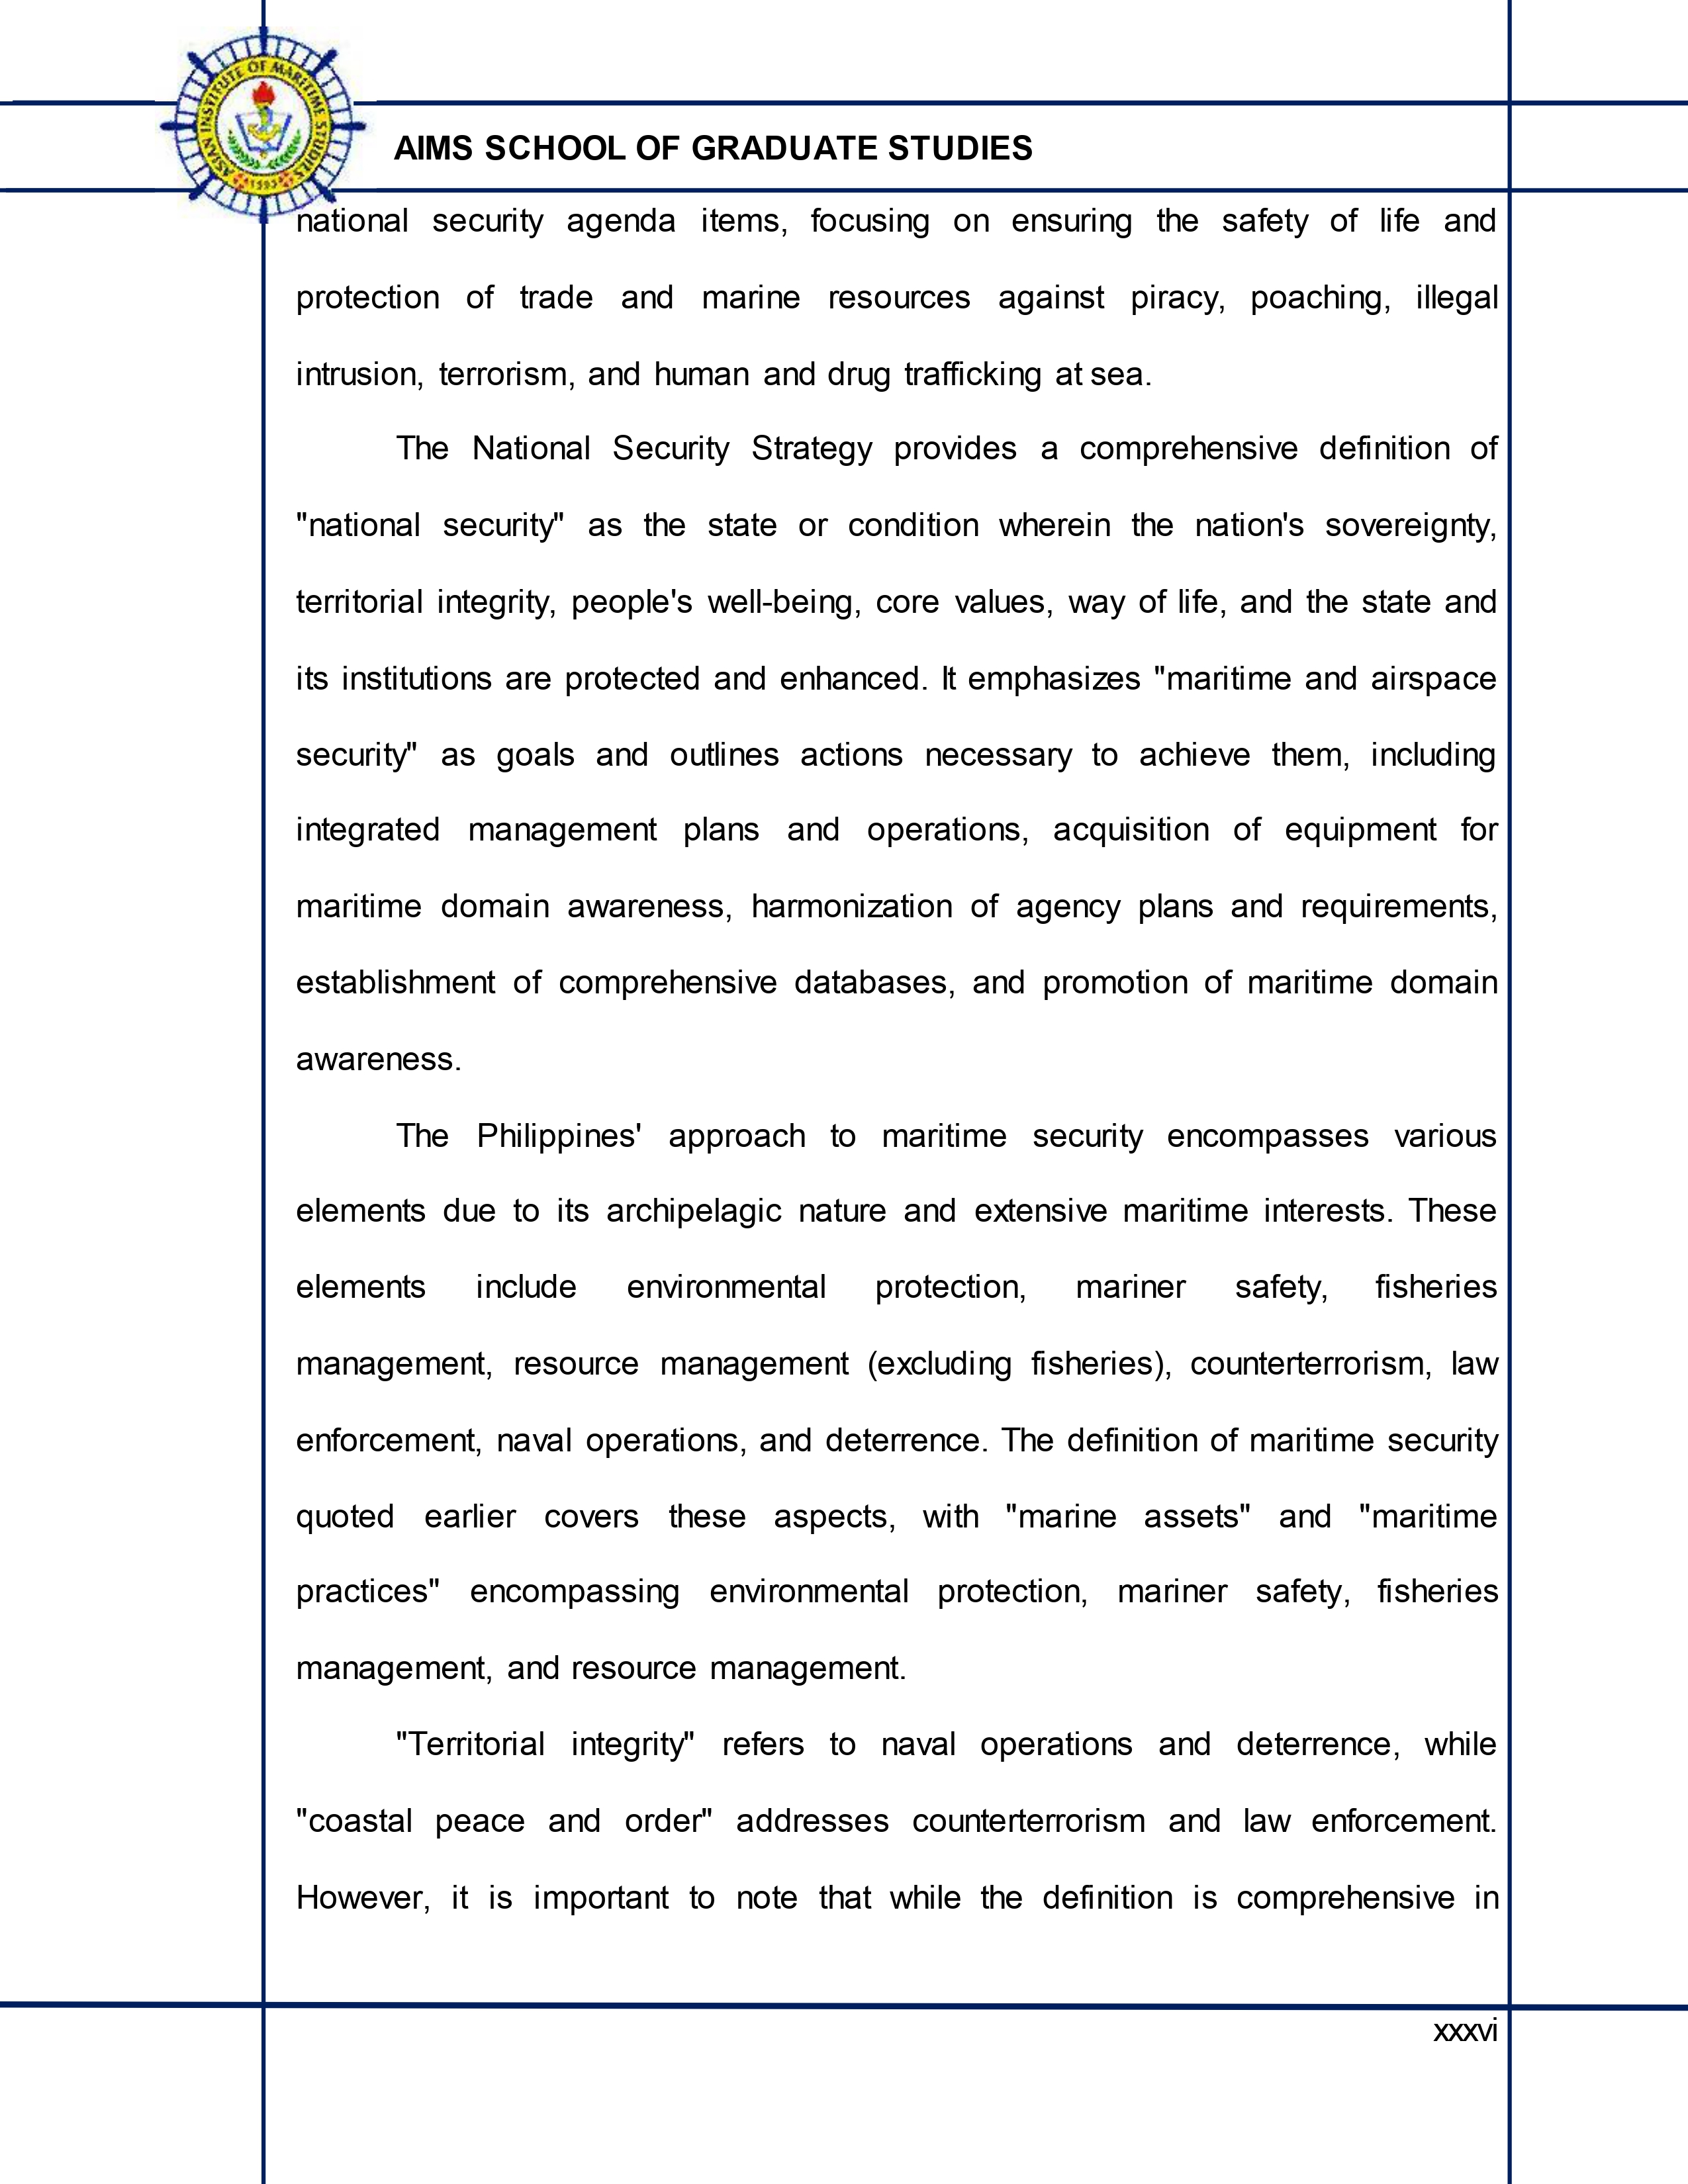 ASIAN INSTITUTE OF MARITIME STUDIES
1993
AIMS SCHOOL OF GRADUATE STUDIES
national security agenda items, focusing on ensuring the safety of life and
protection of trade and marine resources against piracy, poaching, illegal
intrusion, terrorism, and human and drug trafficking at sea.
The National Security Strategy provides a comprehensive definition of
"national security" as the state or condition wherein the nation's sovereignty,
territorial integrity, people's well-being, core values, way of life, and the state and
its institutions are protected and enhanced. It emphasizes "maritime and airspace
security" as goals and outlines actions necessary to achieve them, including
integrated management plans and operations, acquisition of equipment for
maritime domain awareness, harmonization of agency plans and requirements,
establishment of comprehensive databases, and promotion of maritime domain
awareness.
The Philippines' approach to maritime security encompasses various
elements due to its archipelagic nature and extensive maritime interests. These
elements include environmental protection, mariner safety, fisheries
management, resource management (excluding fisheries), counterterrorism, law
enforcement, naval operations, and deterrence. The definition of maritime security
quoted earlier covers these aspects, with "marine assets" and "maritime
practices" encompassing environmental protection, mariner safety, fisheries
management, and resource management.
"Territorial integrity" refers to naval operations and deterrence, while
"coastal peace and order" addresses counterterrorism and law enforcement.
However, it is important to note that while the definition is comprehensive in
xxxvi